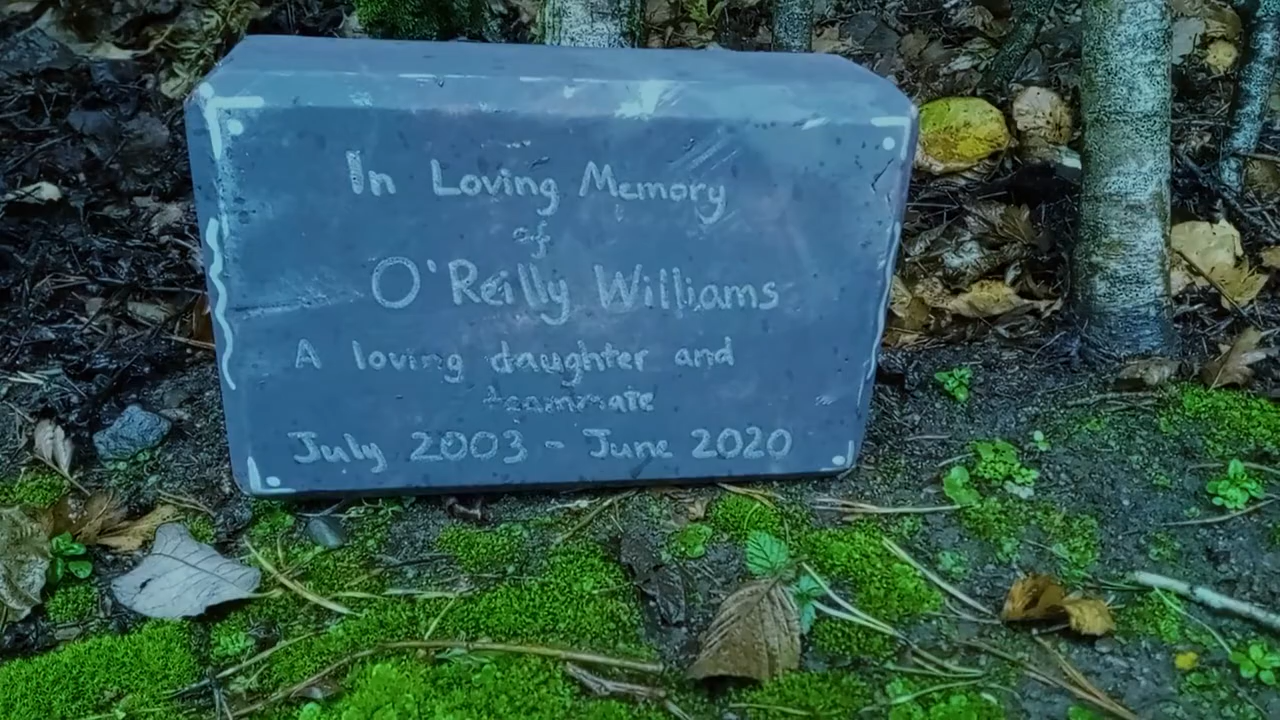 In Loving Memory
of
O'Reilly Williams
A loving daughter and
teammate
July 2003 - June 2020